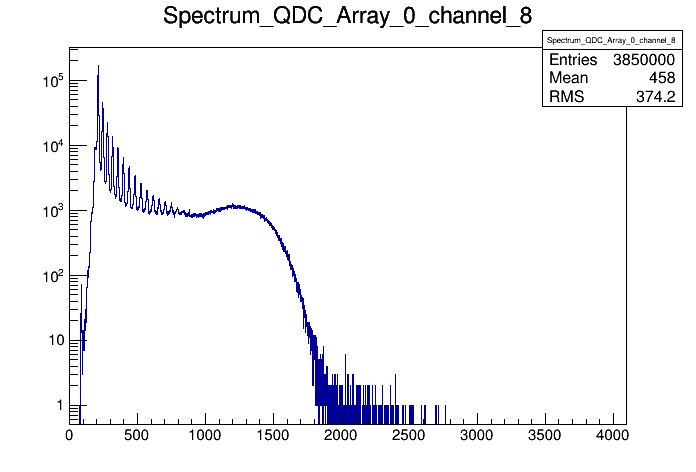 Spectrum_QDC_Array_0_channel_8
Spectrum_QDC_Array_0_channel_8
Entries 3850000
Mean 458
RMS 374.2
10^5
10^4
10^3
10^2
10
1
0 500 1000 1500 2000 2500 3000 3500 4000